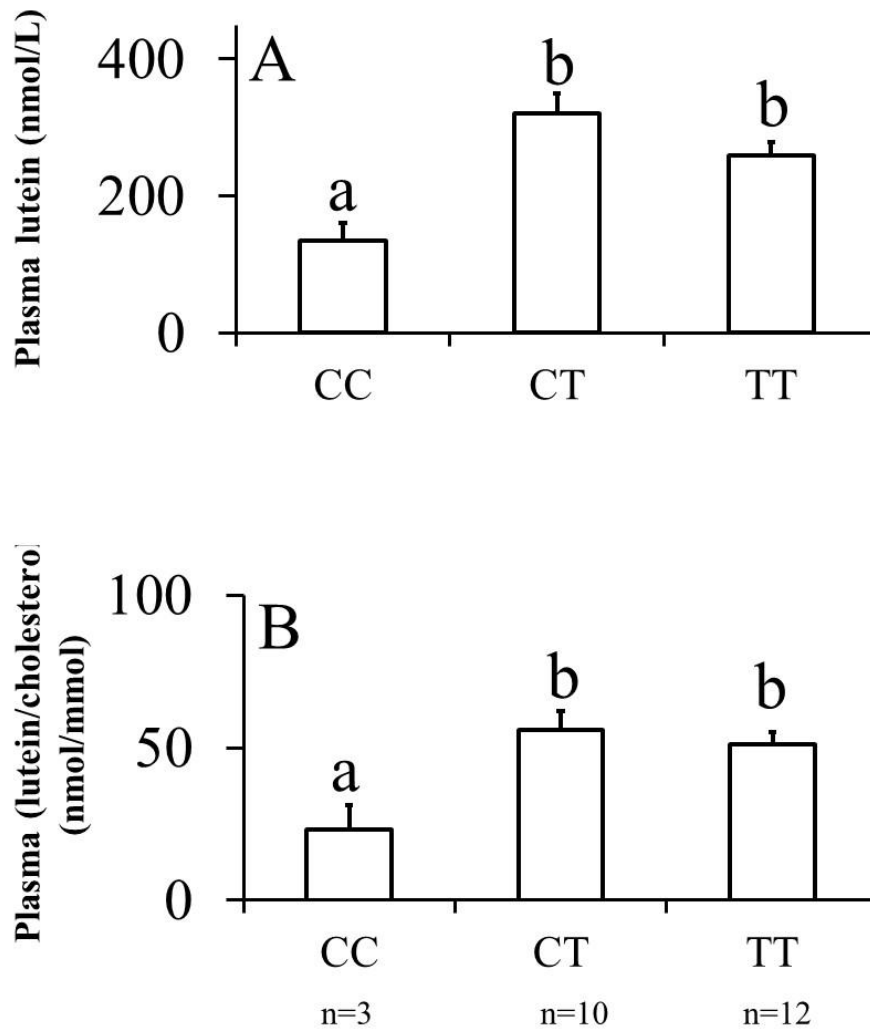 Plasma lutein (nmol/L)
400
200
0
A
a
b
b
CC CT TT
Plasma (lutein/cholestero
(nmol/mmol)
100
50
0
B
a
b
b
CC CT TT
n=3 n=10 n=12